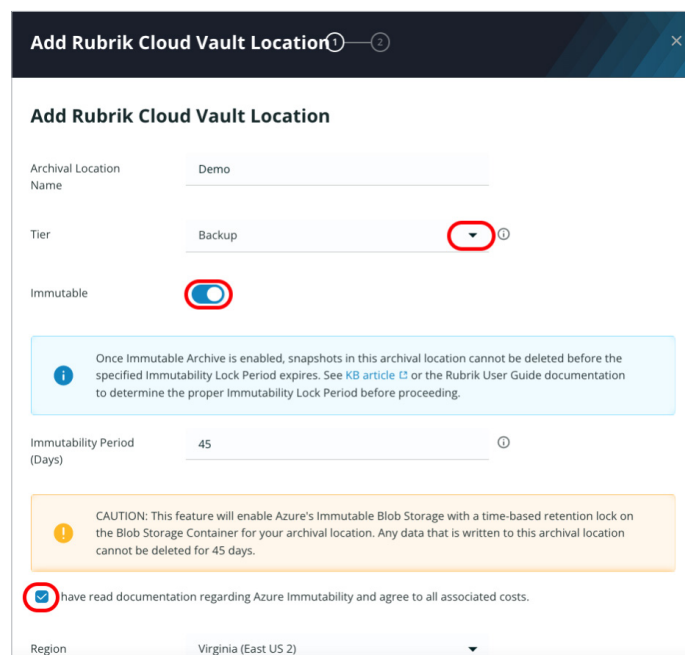 Add Rubrik Cloud Vault Location 1 2
Add Rubrik Cloud Vault Location
Archival Location
Name
Demo
Tier
Backup
Immutable
Once Immutable Archive is enabled, snapshots in this archival location cannot be deleted before the
specified Immutability Lock Period expires. See KB article or the Rubrik User Guide documentation
to determine the proper Immutability Lock Period before proceeding.
Immutability Period
(Days)
45
CAUTION: This feature will enable Azure's Immutable Blob Storage with a time-based retention lock on
the Blob Storage Container for your archival location. Any data that is written to this archival location
cannot be deleted for 45 days.
have read documentation regarding Azure Immutability and agree to all associated costs.
Region
Virginia (East US 2)